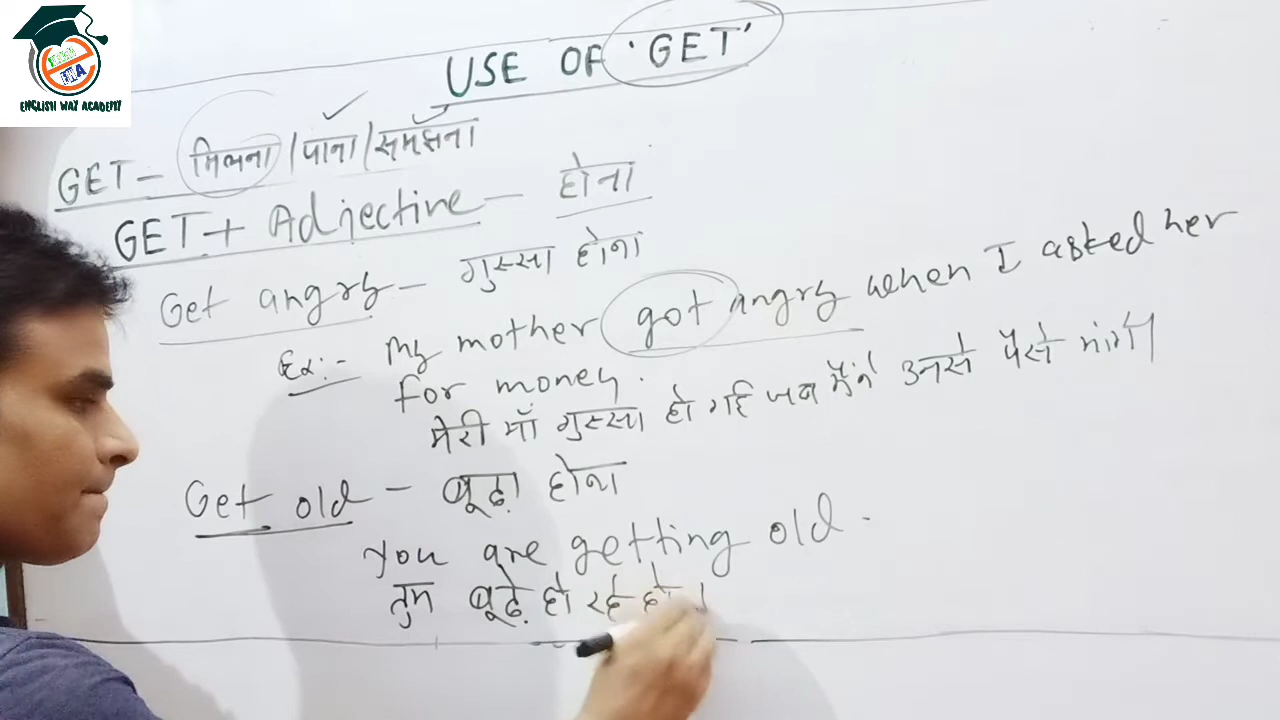 ENGLISH WAY ACADEMY
USE OF 'GET'
GET - मिलना / पाना / समझना
GET + Adjective - होना
Get angry - गुस्सा होना
Ex:- My mother got angry when I asked her
for money.
मेरी माँ गुस्सा हो गई जब मैंने उनसे पैसे मांगे।
Get old - बूढ़ा होना
You are getting old.
तुम बूढ़े हो रहे हो।